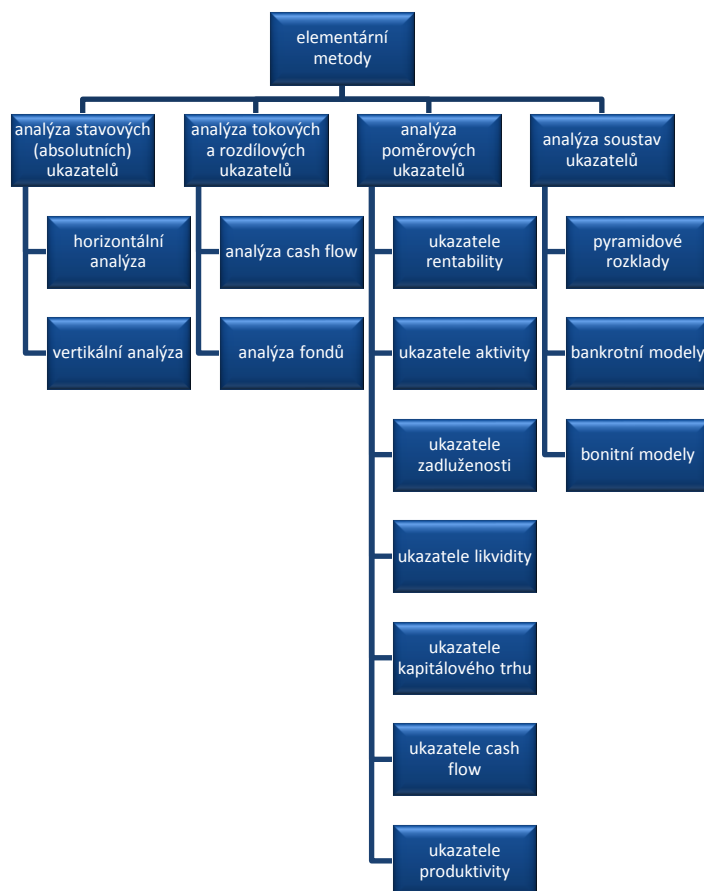 elementární
metody
analýza stavových
(absolutních)
ukazatelů
analýza tokových
a rozdílových
ukazatelů
analýza
poměrových
ukazatelů
analýza soustav
ukazatelů
horizontální
analýza
vertikální analýza
analýza cash flow
analýza fondů
ukazatele
rentability
ukazatele aktivity
ukazatele
zadluženosti
ukazatele likvidity
ukazatele
kapitálového trhu
ukazatele cash
flow
ukazatele
produktivity
pyramidové
rozklady
bankrotní modely
bonitní modely